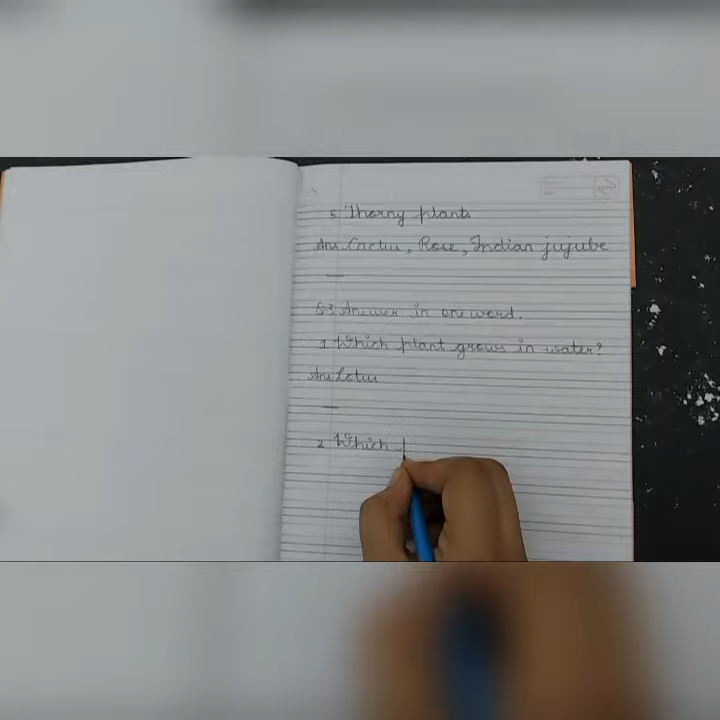 5 Thorny plants
Ans. Cactus, Rose, Indian jujube
Q3. Answer in one word.
1 Which plant grows in water?
Ans. Lotus
2 Which